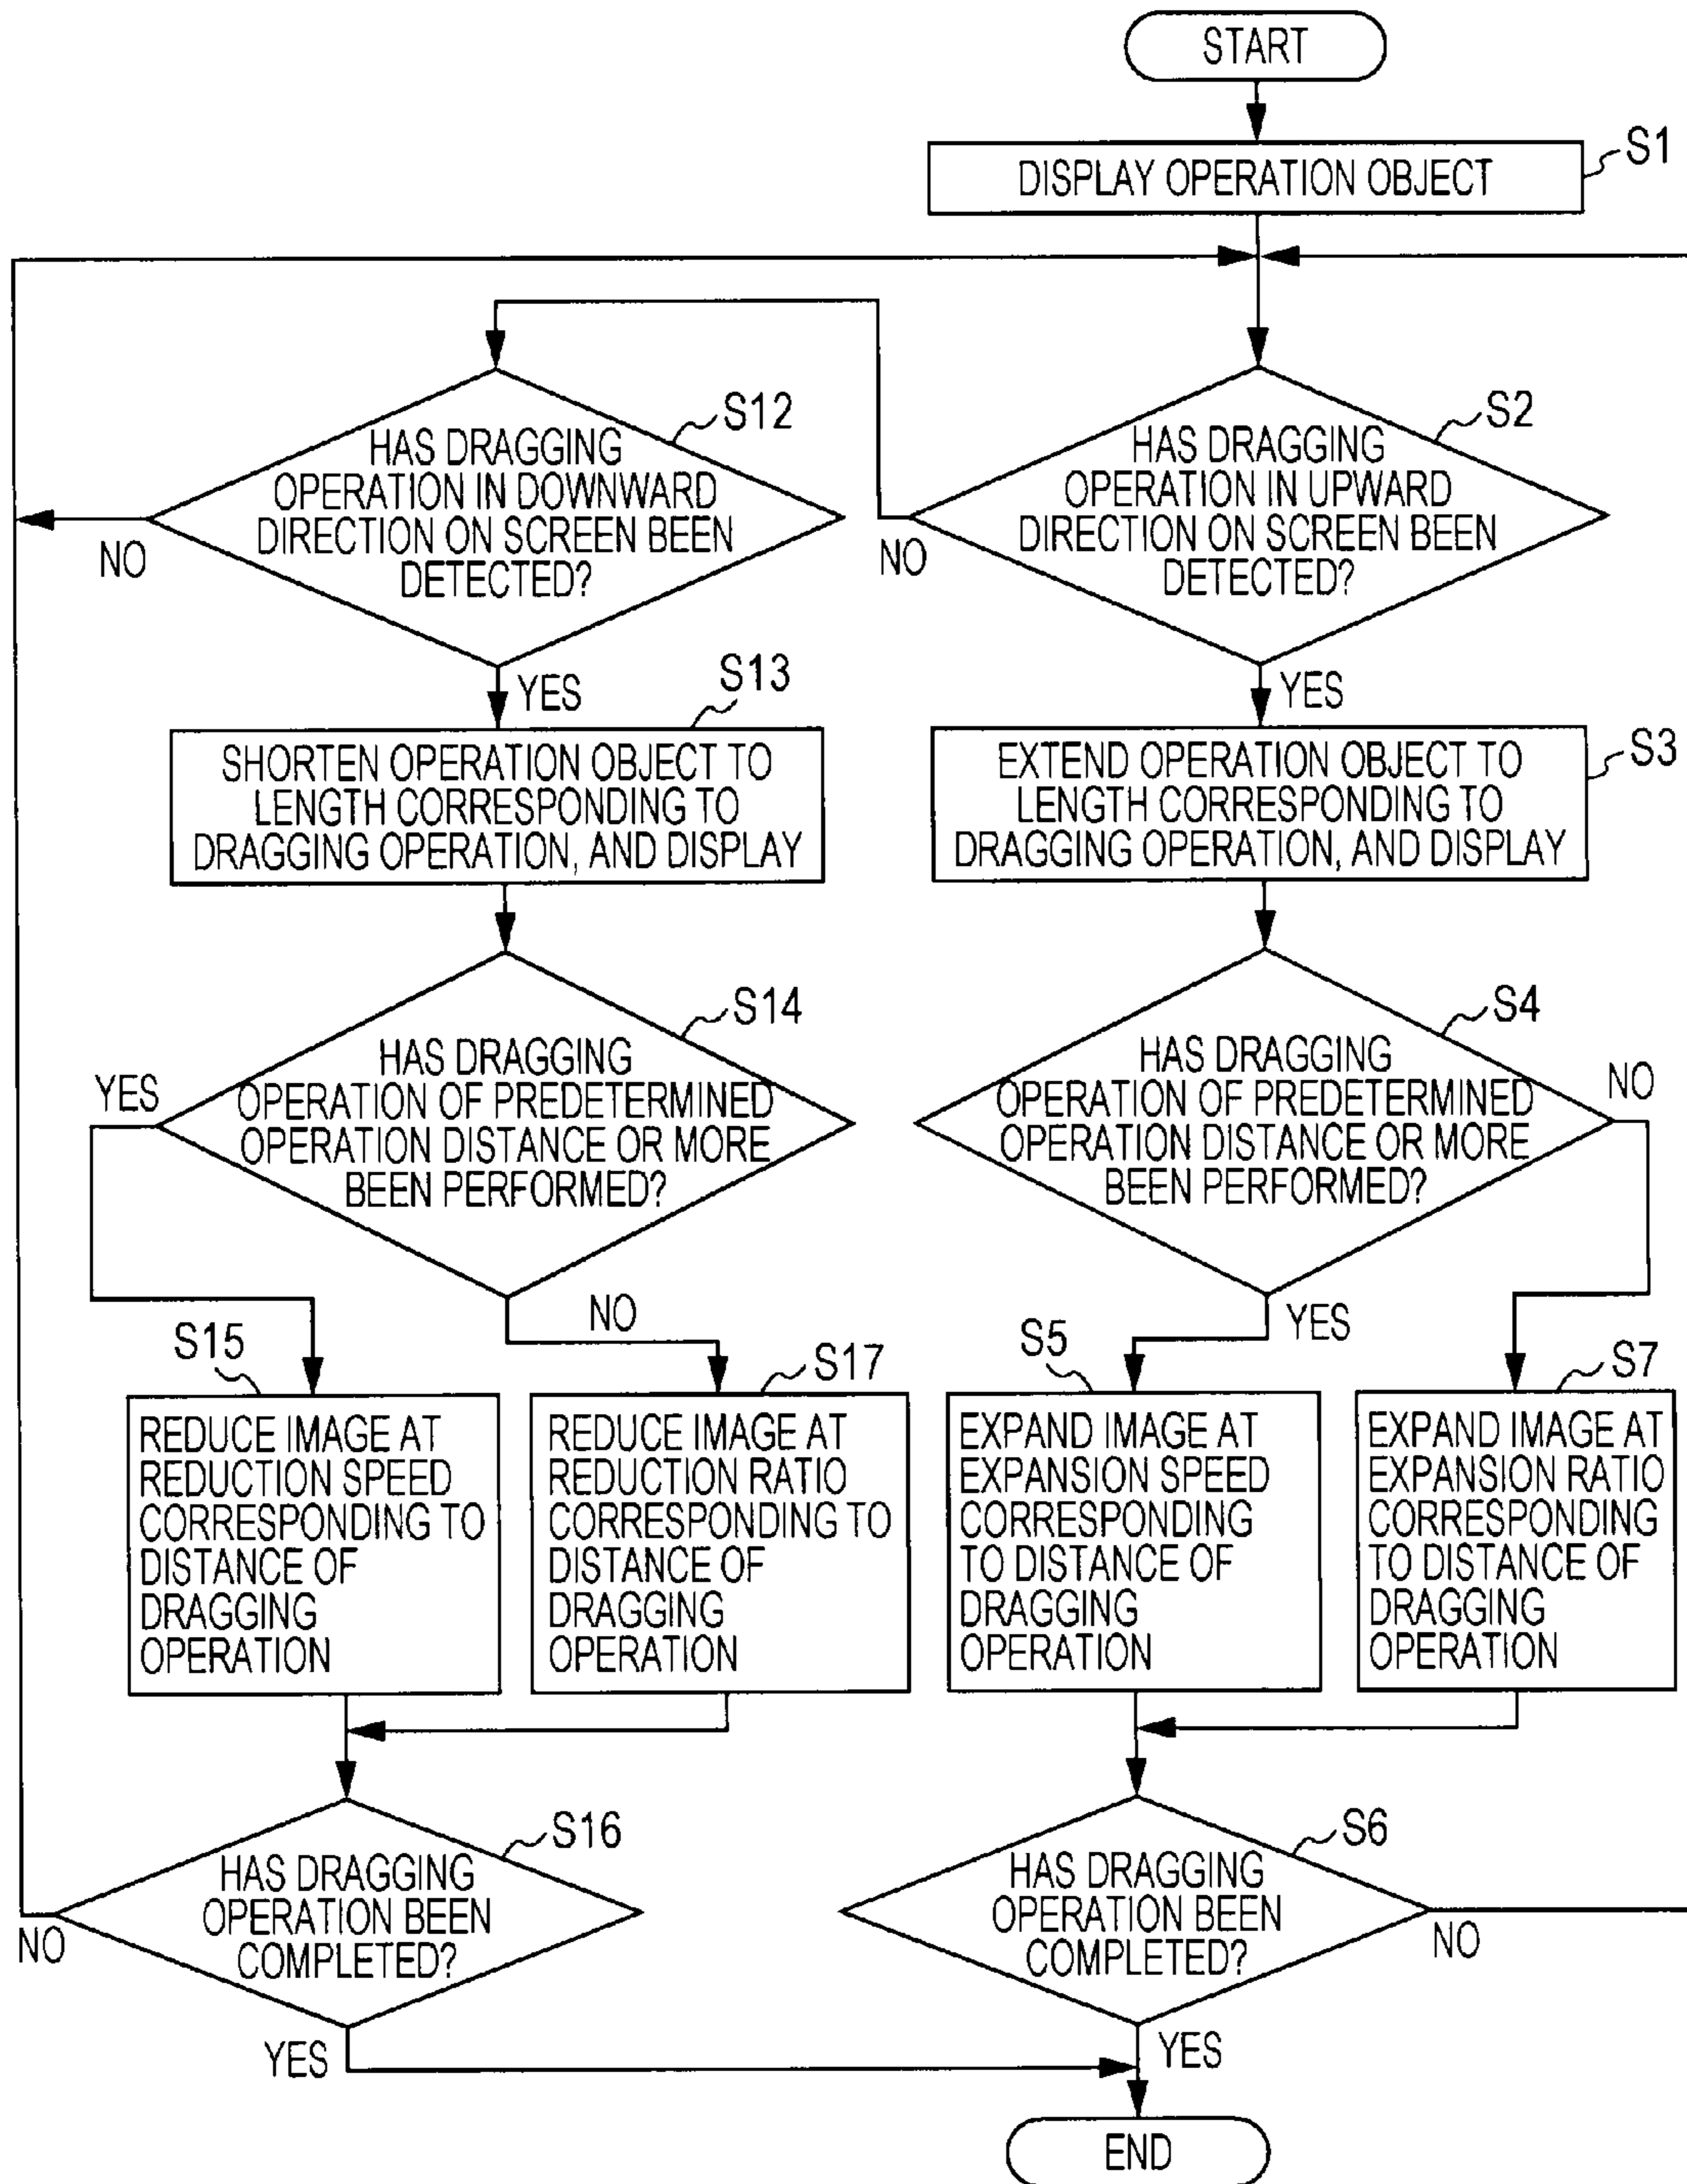 START
DISPLAY OPERATION OBJECT
S1
HAS DRAGGING
OPERATION IN UPWARD
DIRECTION ON SCREEN BEEN
DETECTED?
S2
NO
YES
HAS DRAGGING
OPERATION IN DOWNWARD
DIRECTION ON SCREEN BEEN
DETECTED?
S12
NO
YES
SHORTEN OPERATION OBJECT TO
LENGTH CORRESPONDING TO
DRAGGING OPERATION, AND DISPLAY
S13
EXTEND OPERATION OBJECT TO
LENGTH CORRESPONDING TO
DRAGGING OPERATION, AND DISPLAY
S3
HAS DRAGGING
OPERATION OF PREDETERMINED
OPERATION DISTANCE OR MORE
BEEN PERFORMED?
S14
YES
NO
HAS DRAGGING
OPERATION OF PREDETERMINED
OPERATION DISTANCE OR MORE
BEEN PERFORMED?
S4
NO
YES
S15
REDUCE IMAGE AT
REDUCTION SPEED
CORRESPONDING TO
DISTANCE OF
DRAGGING
OPERATION
S17
REDUCE IMAGE AT
REDUCTION RATIO
CORRESPONDING TO
DISTANCE OF
DRAGGING
OPERATION
S5
EXPAND IMAGE AT
EXPANSION SPEED
CORRESPONDING
TO DISTANCE OF
DRAGGING
OPERATION
S7
EXPAND IMAGE AT
EXPANSION RATIO
CORRESPONDING
TO DISTANCE OF
DRAGGING
OPERATION
HAS DRAGGING
OPERATION BEEN
COMPLETED?
S16
NO
YES
HAS DRAGGING
OPERATION BEEN
COMPLETED?
S6
NO
YES
END